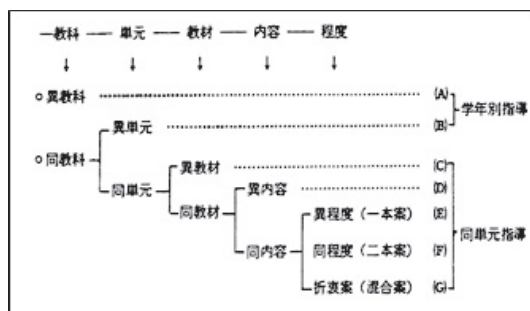 一教科 ― 単元 ― 教材 ― 内容 ― 程度
↓ ↓ ↓ ↓ ↓
○異教科 (A)
学年別指導
異単元 (B)
○同教科
異教材 (C)
同単元
異内容 (D)
同教材
異程度(一本案) (E)
同単元指導
同内容 同程度(二本案) (F)
折衷案(混合案) (G)